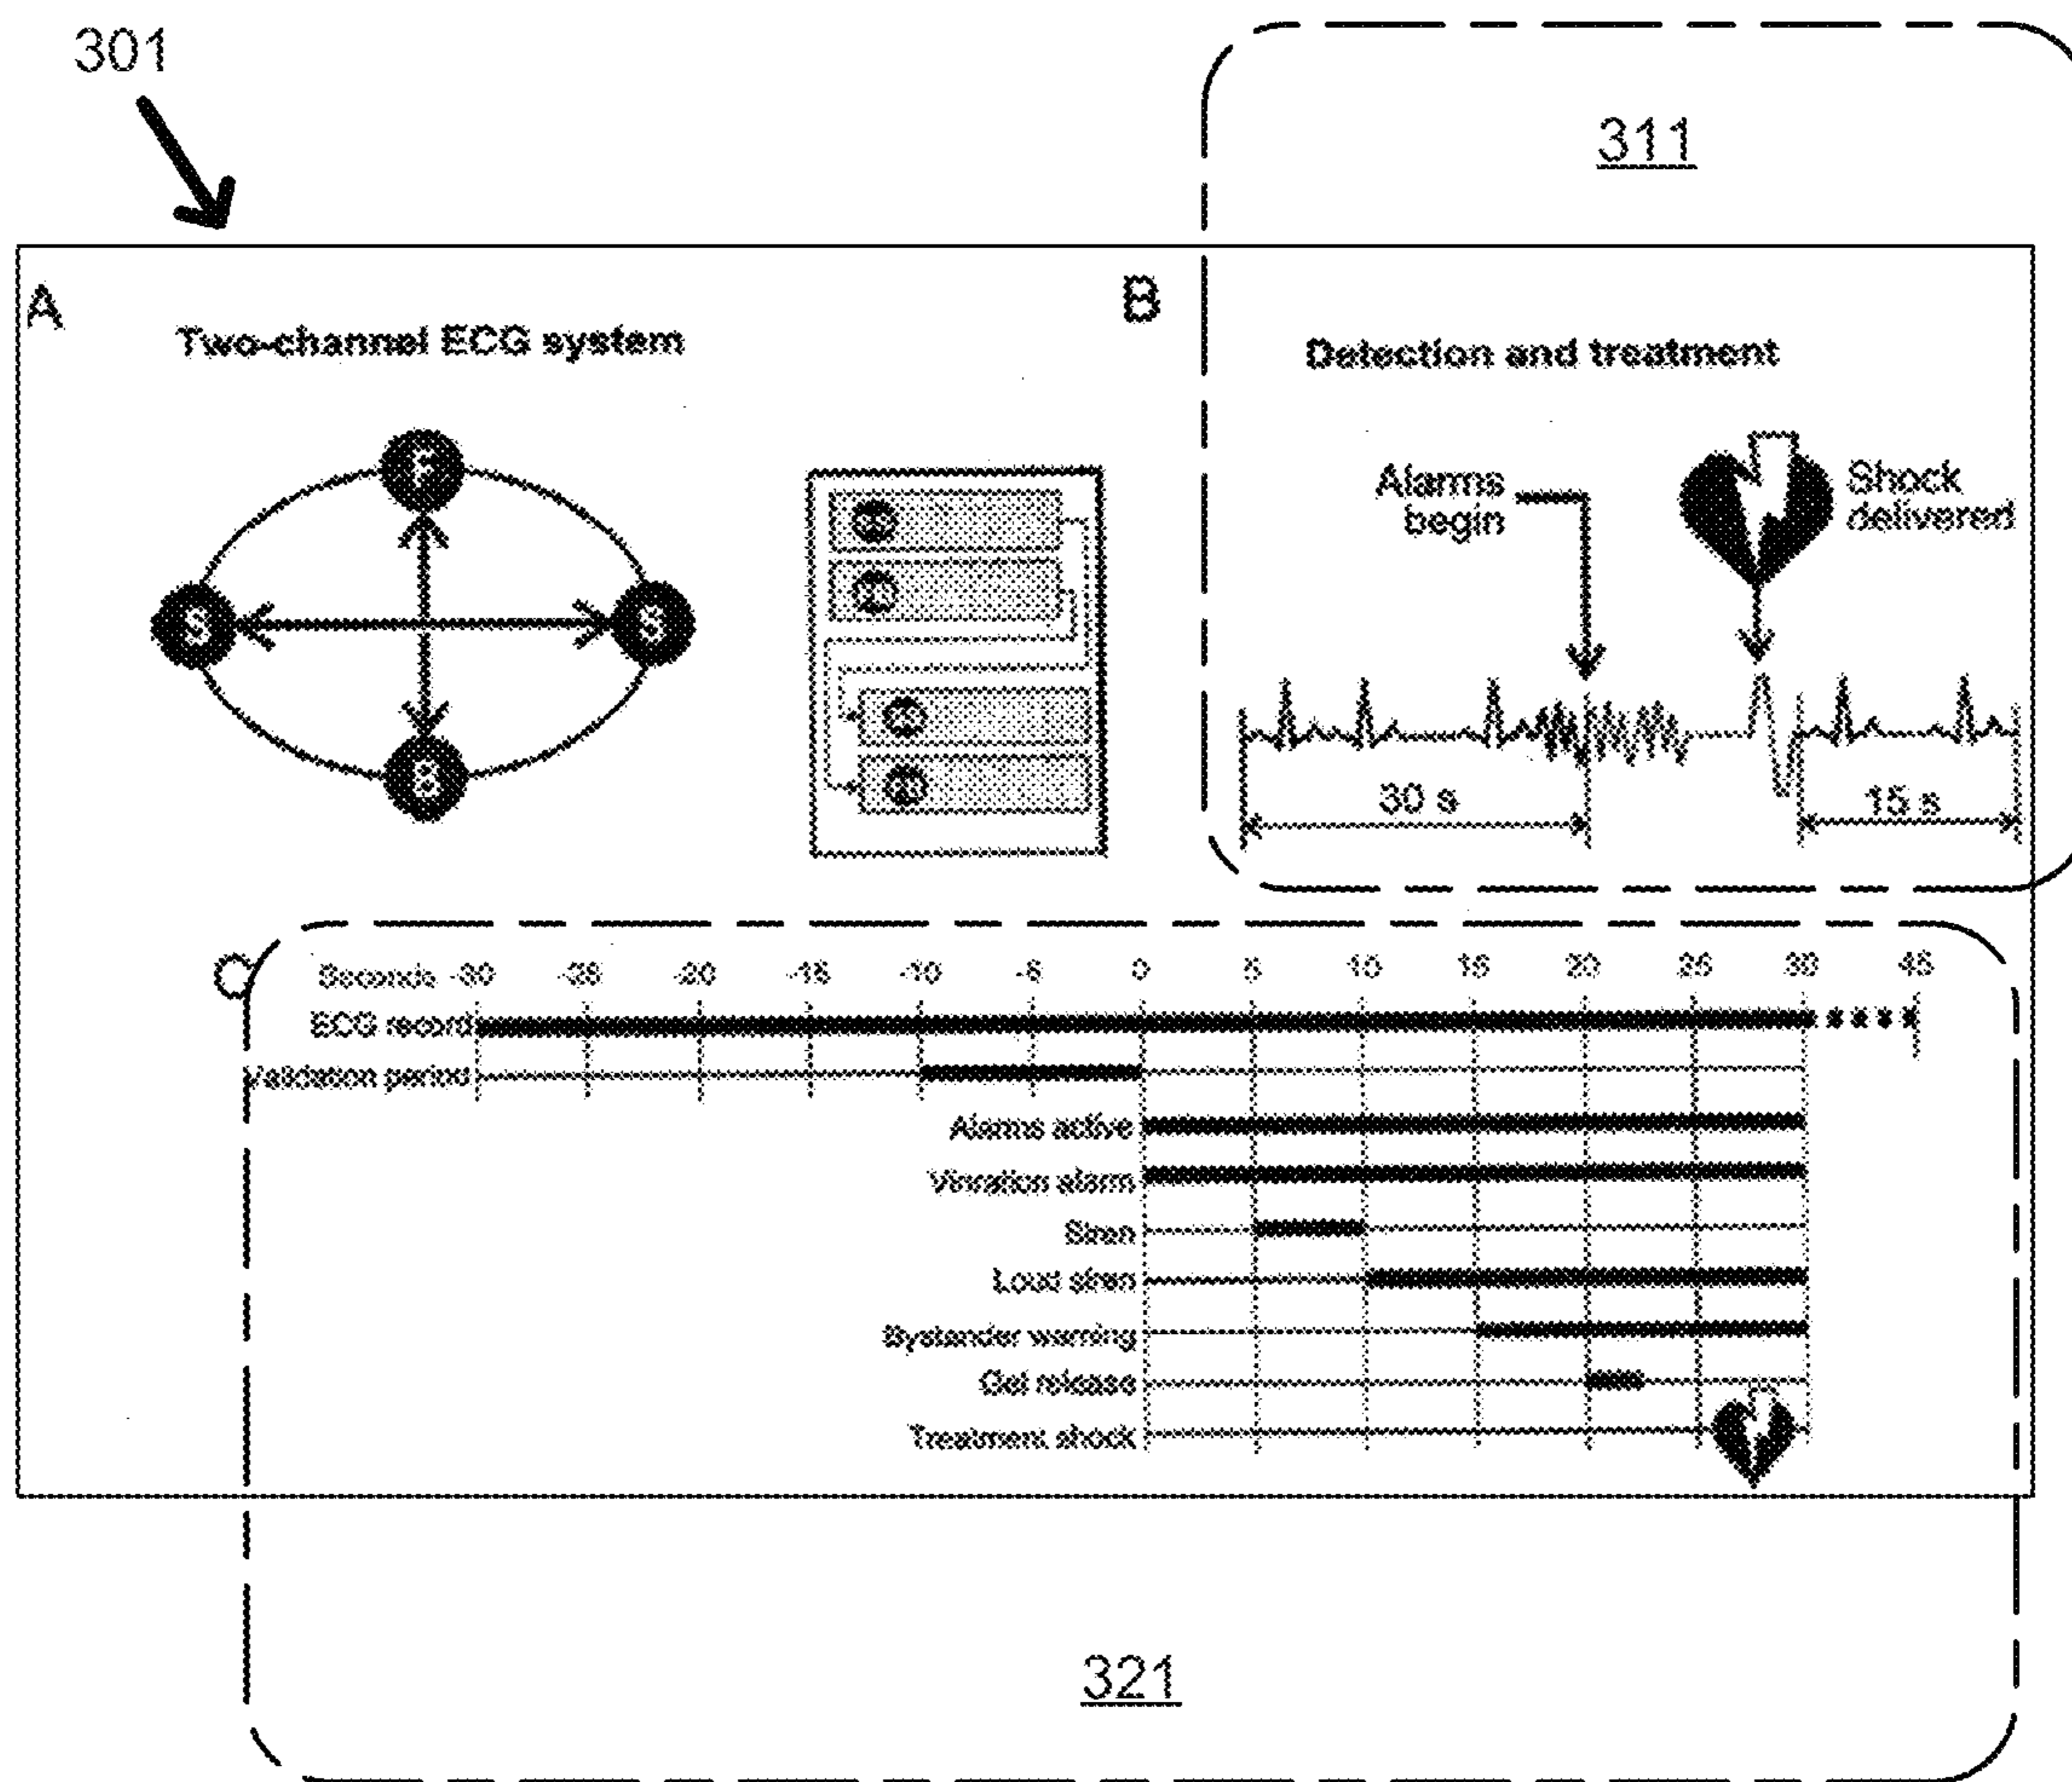 301
311
A
B
Two-channel ECG system
Detection and treatment
F
S
S
B
Alarms
begin
Shock
delivered
30 s
15 s
C
Seconds -30 -20 -15 -10 -5 0 5 10 15 20 25 30 45
ECG record
Validation period
Alarms active
Vinration alarm
Siren
Loud siren
Bystander warning
Gel release
Treatment shock
321